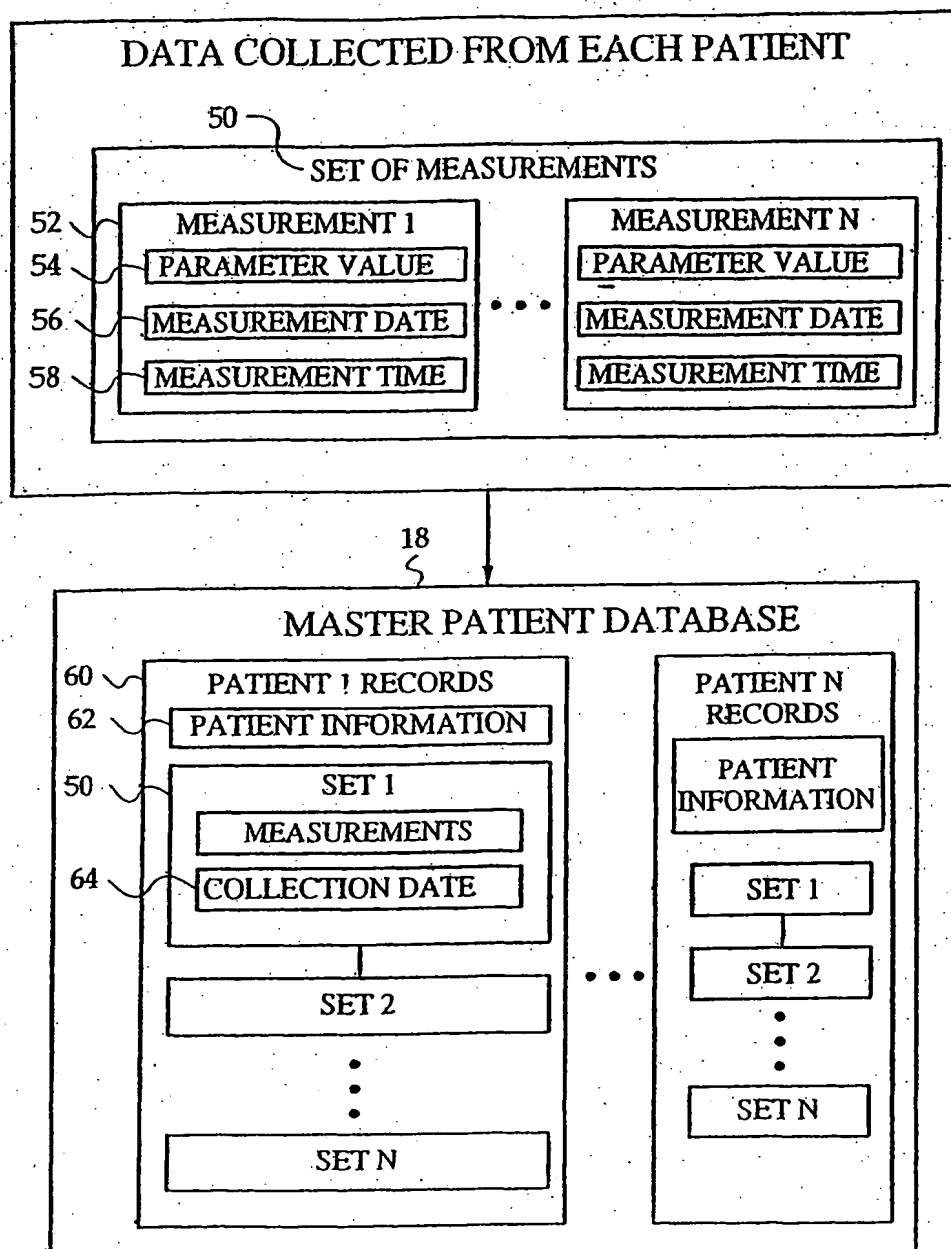 DATA COLLECTED FROM EACH PATIENT
50
SET OF MEASUREMENTS
52
MEASUREMENT 1
54
PARAMETER VALUE
56
MEASUREMENT DATE
58
MEASUREMENT TIME
MEASUREMENT N
PARAMETER VALUE
MEASUREMENT DATE
MEASUREMENT TIME
18
MASTER PATIENT DATABASE
60
PATIENT 1 RECORDS
62
PATIENT INFORMATION
50
SET 1
MEASUREMENTS
64
COLLECTION DATE
SET 2
SET N
PATIENT N
RECORDS
PATIENT
INFORMATION
SET 1
SET 2
SET N